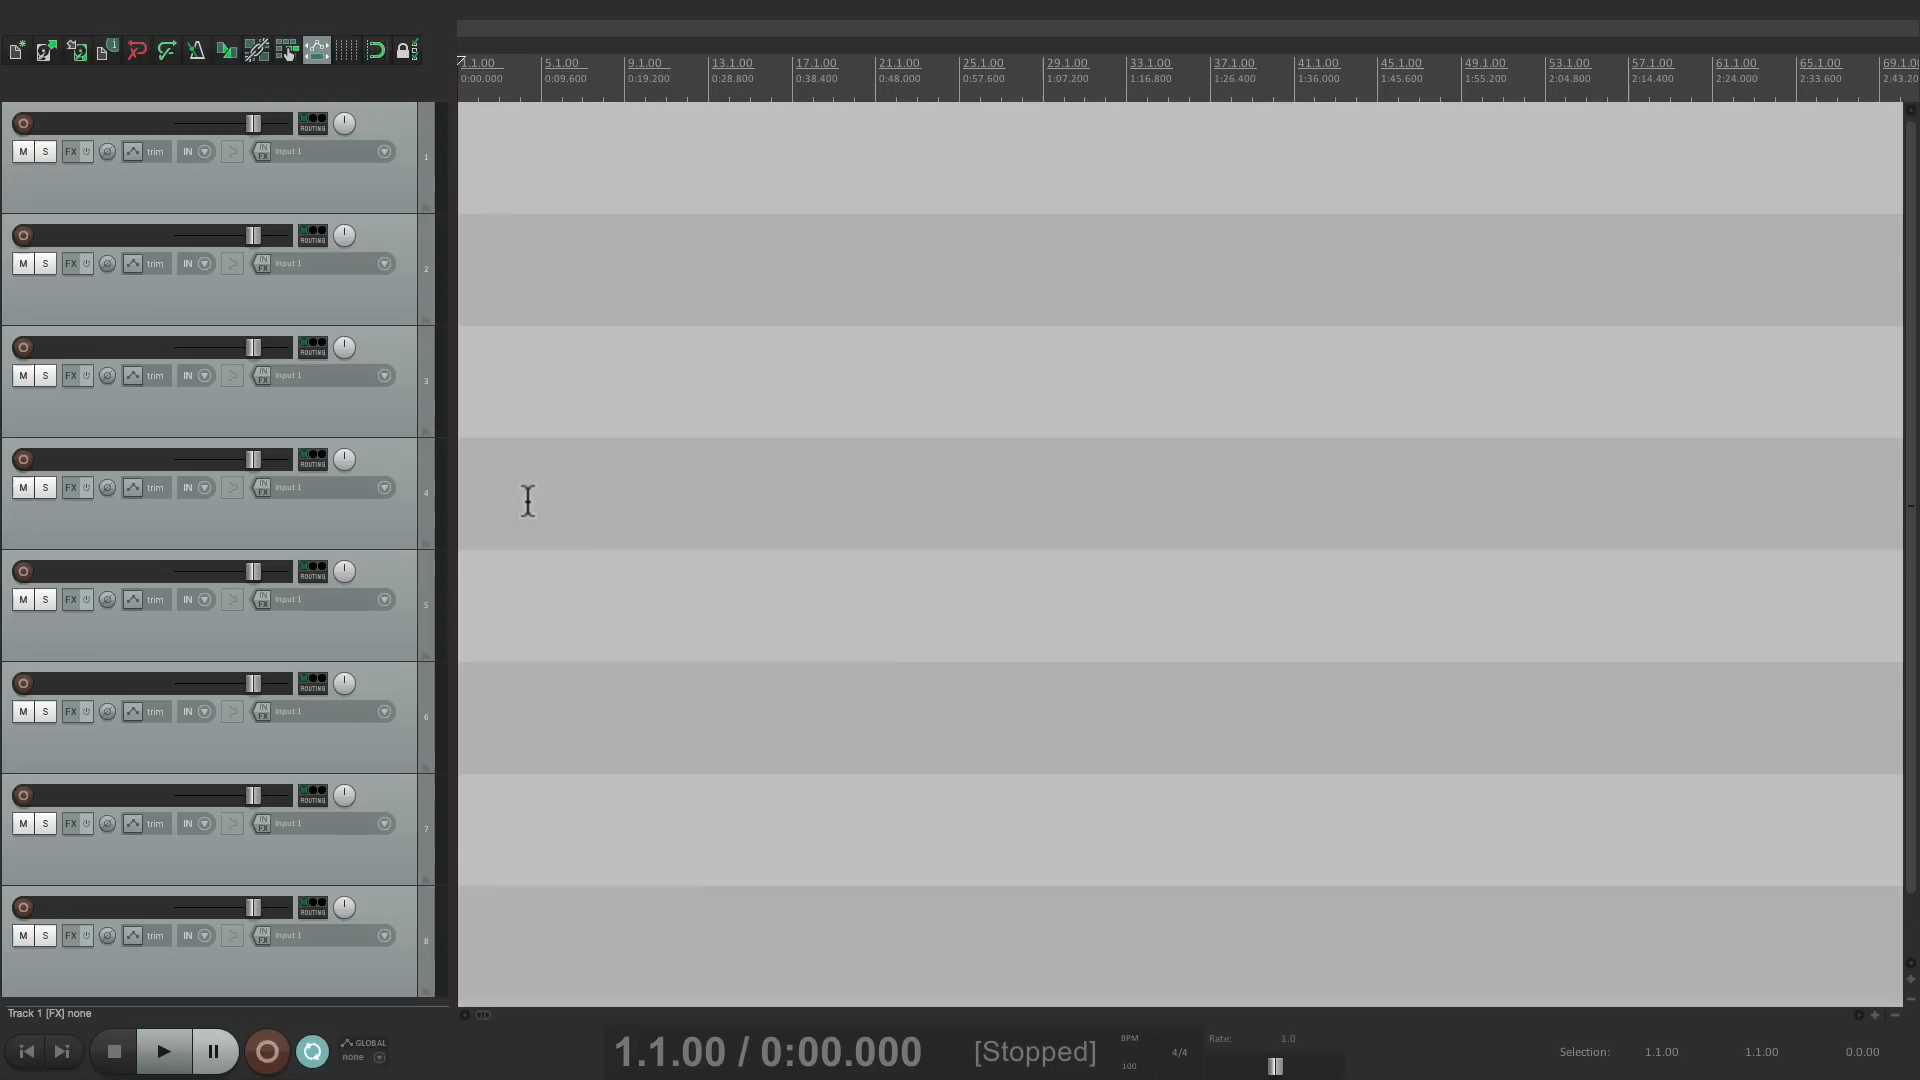 1.1.00 5.1.00 9.1.00 13.1.00 17.1.00 21.1.00 25.1.00 29.1.00 33.1.00 37.1.00 41.1.00 45.1.00 49.1.00 53.1.00 57.1.00 61.1.00 65.1.00
0:00.000 0:09.600 0:19.200 0:28.800 0:38.400 0:48.000 0:57.600 1:07.200 1:16.800 1:26.400 1:36.000 1:45.600 1:55.200 2:04.800 2:14.400 2:24.000 2:33.600
ROUTING
M S FX trim IN IN FX Input 1
1
ROUTING
M S FX trim IN IN FX Input 1
2
ROUTING
M S FX trim IN IN FX Input 1
3
ROUTING
M S FX trim IN IN FX Input 1
4
ROUTING
M S FX trim IN IN FX Input 1
5
ROUTING
M S FX trim IN IN FX Input 1
6
ROUTING
M S FX trim IN IN FX Input 1
7
ROUTING
M S FX trim IN IN FX Input 1
8
Track 1 [FX] none
GLOBAL
none
1.1.00 / 0:00.000 [Stopped]
BPM
100
4/4
Rate: 1.0
Selection: 1.1.00 1.1.00 0.0.00